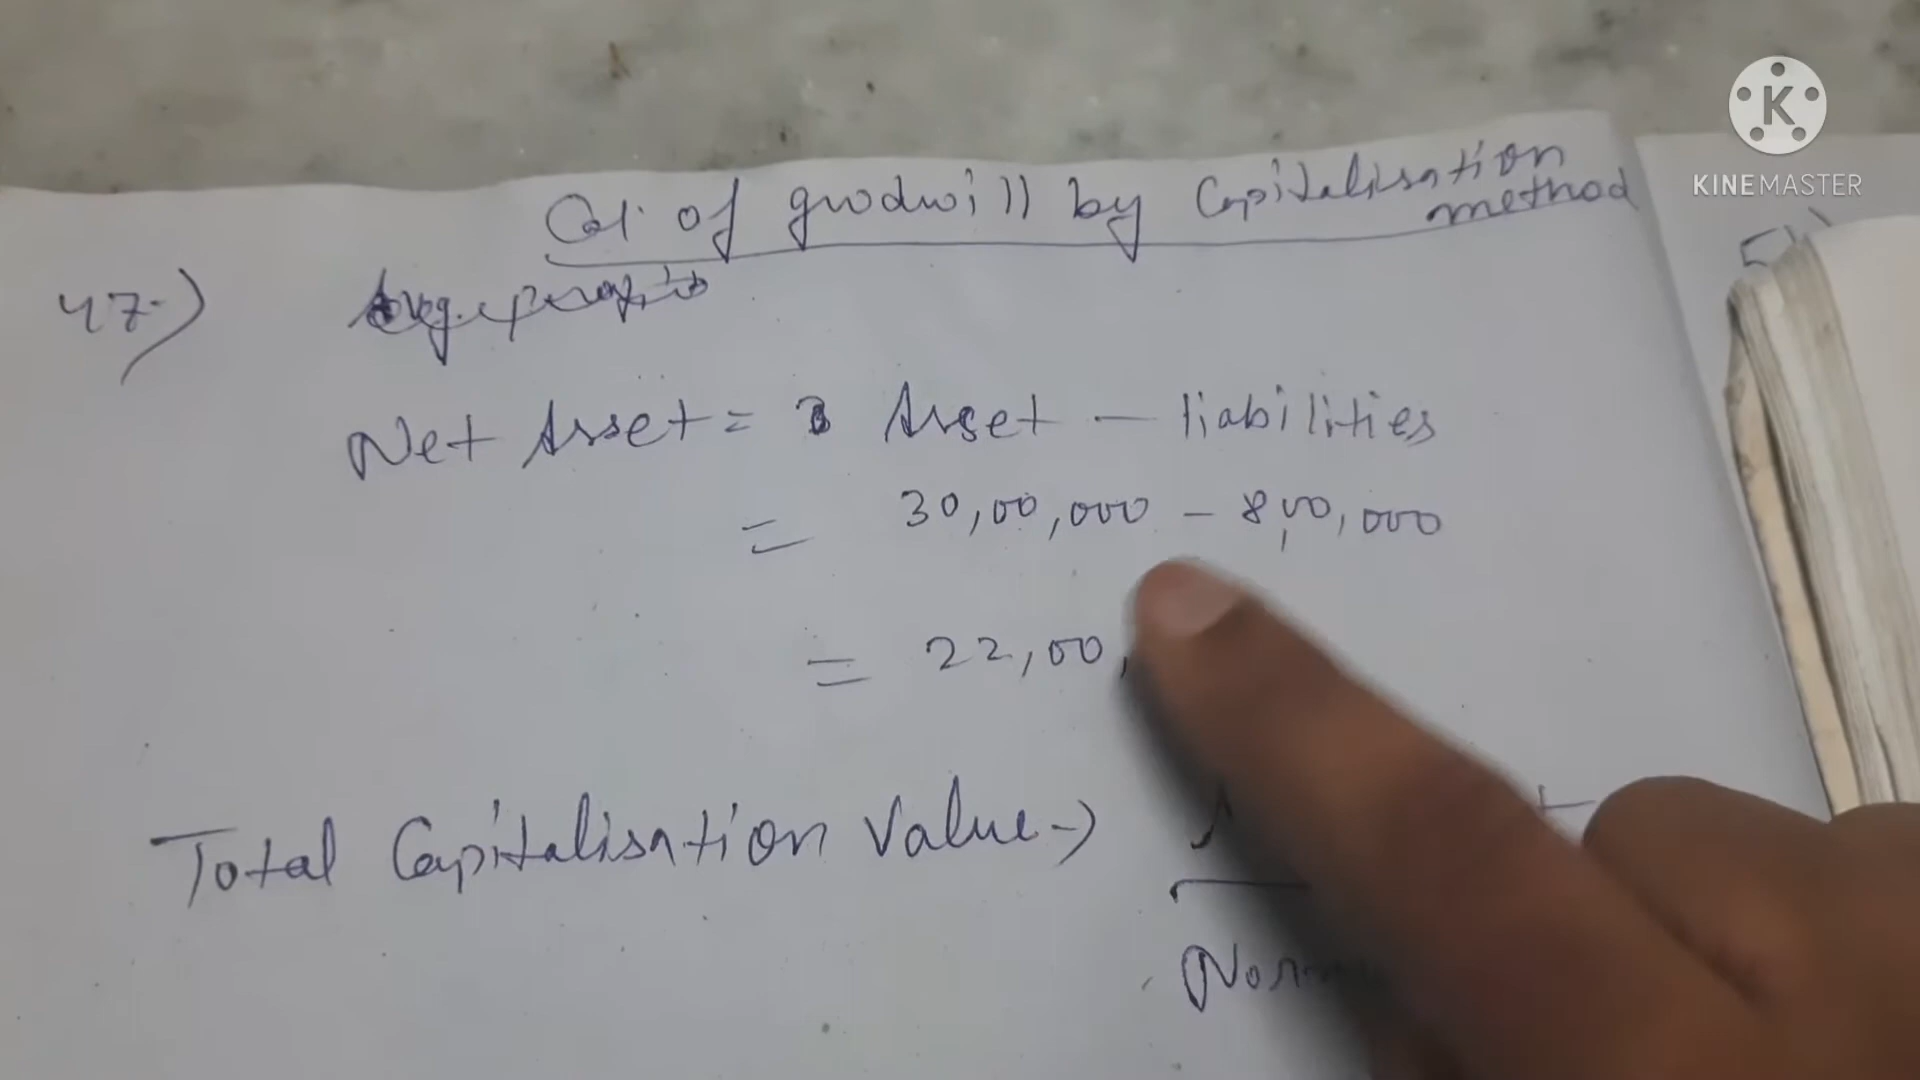 Cal. of goodwill by Capitalisation method
47.)
Net Asset = Asset - liabilities
= 30,00,000 - 8,00,000
= 22,00,
Total Capitalisation Value →
KINEMASTER